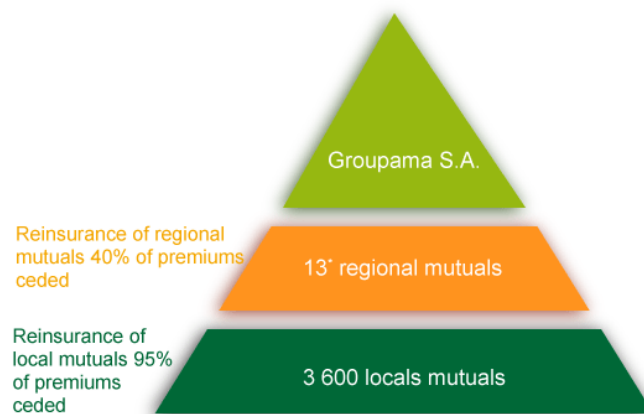 Groupama S.A.
Reinsurance of regional
mutuals 40% of premiums
ceded
13* regional mutuals
Reinsurance of
local mutuals 95%
of premiums
ceded
3 600 locals mutuals